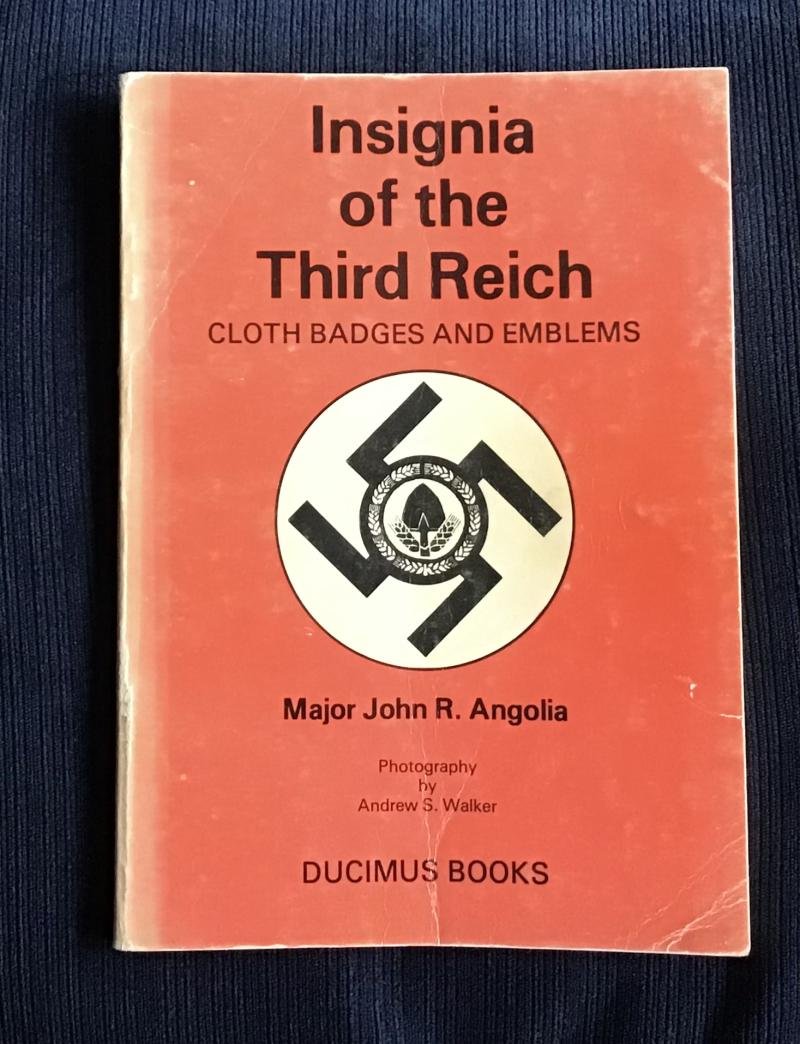 Insignia
of the
Third Reich
CLOTH BADGES AND EMBLEMS
Major John R. Angolia
Photography
by
Andrew S. Walker
DUCIMUS BOOKS